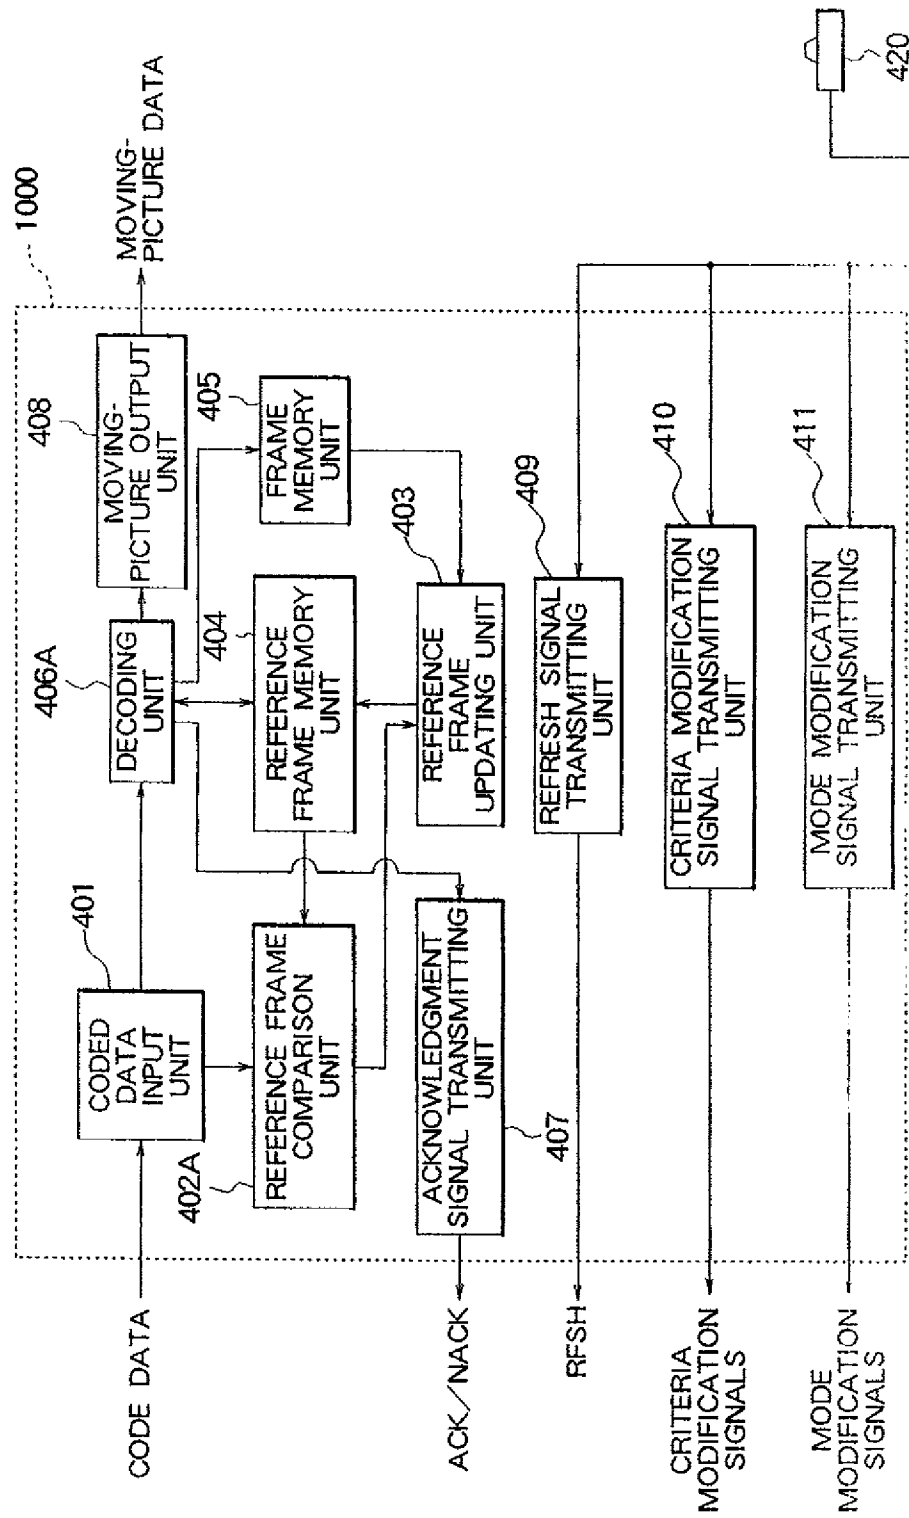 1000
408
MOVING-
PICTURE OUTPUT
UNIT
MOVING-
PICTURE DATA
406A
DECODING
UNIT
405
FRAME
MEMORY
UNIT
401
CODED
DATA
INPUT
UNIT
CODE DATA
404
REFERENCE
FRAME MEMORY
UNIT
402A
REFERENCE FRAME
COMPARISON
UNIT
403
REFERENCE
FRAME
UPDATING UNIT
ACKNOWLEDGMENT
SIGNAL TRANSMITTING
UNIT
407
ACK/NACK
409
REFRESH SIGNAL
TRANSMITTING
UNIT
RFSH
410
CRITERIA MODIFICATION
SIGNAL TRANSMITTING
UNIT
CRITERIA
MODIFICATION
SIGNALS
411
MODE MODIFICATION
SIGNAL TRANSMITTING
UNIT
MODE
MODIFICATION
SIGNALS
420